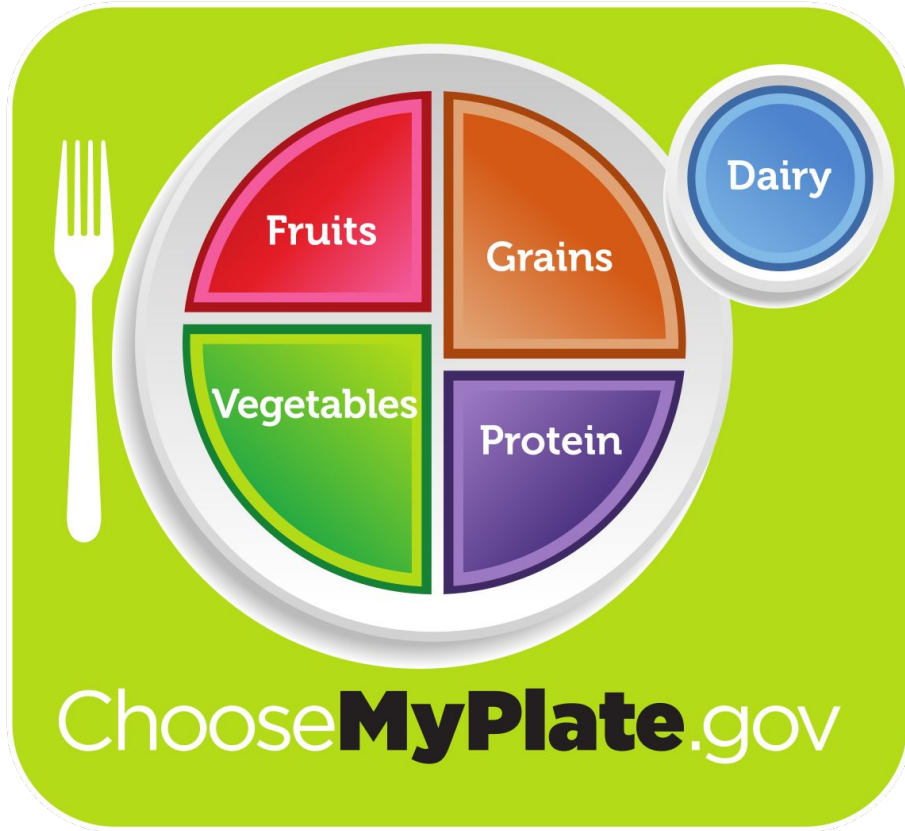 Fruits
Grains
Dairy
Vegetables
Protein
ChooseMyPlate.gov